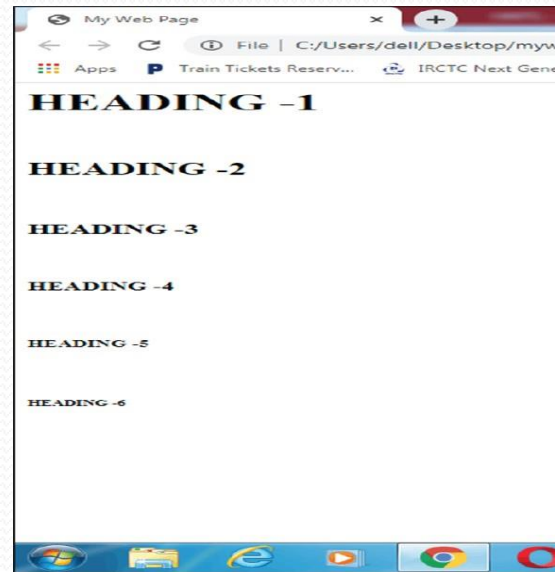 My Web Page
File | C:/Users/dell/Desktop/myw
Apps P Train Tickets Reserv... IRCTC Next Gene
HEADING -1
HEADING -2
HEADING -3
HEADING -4
HEADING -5
HEADING -6